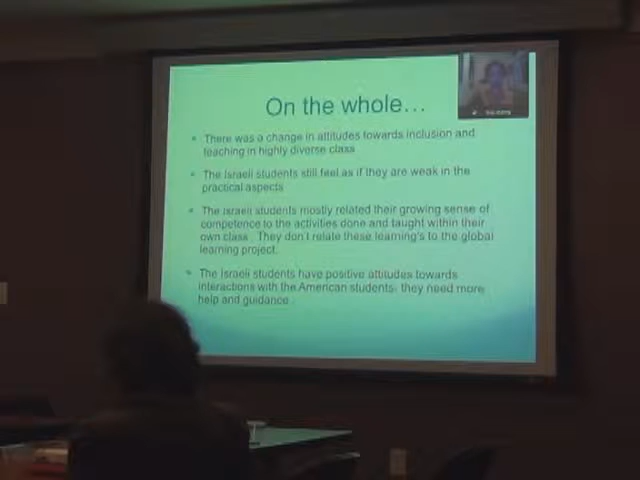 On the whole...
• There was a change in attitudes towards inclusion and
teaching in highly diverse class
• The Israeli students still feel as if they are weak in the
practical aspects
• The Israeli students mostly related their growing sense of
competence to the activities done and taught within their
own class. They don't relate these learning's to the global
learning project.
• The Israeli students have positive attitudes towards
interactions with the American students- they need more
help and guidance.